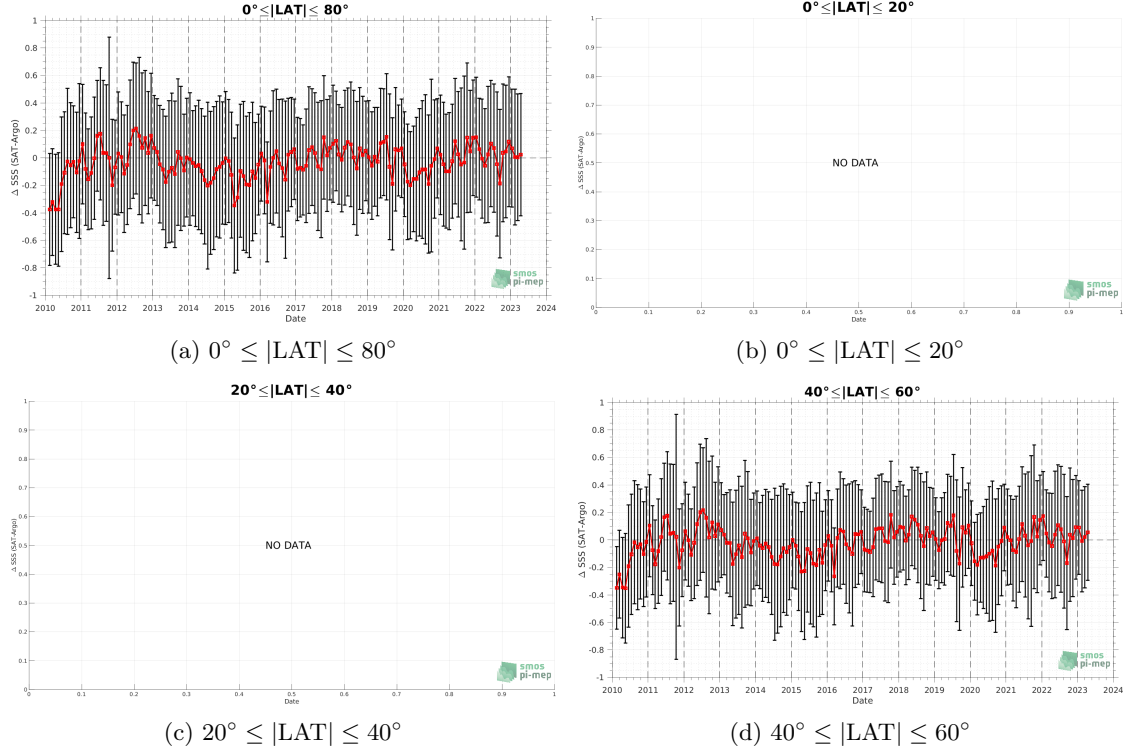 0°≤|LAT|≤ 80°
1
0.8
0.6
0.4
0.2
0
-0.2
-0.4
-0.6
-0.8
-1
Δ SSS (SAT-Argo)
2010 2011 2012 2013 2014 2015 2016 2017 2018 2019 2020 2021 2022 2023 2024
Date
smos
pi-mep
(a) 0° ≤ |LAT| ≤ 80°
0°≤|LAT|≤ 20°
1
0.9
0.8
0.7
0.6
0.5
0.4
0.3
0.2
0.1
0
Δ SSS (SAT-Argo)
NO DATA
0 0.1 0.2 0.3 0.4 0.5 0.6 0.7 0.8 0.9 1
Date
smos
pi-mep
(b) 0° ≤ |LAT| ≤ 20°
20°≤|LAT|≤ 40°
1
0.9
0.8
0.7
0.6
0.5
0.4
0.3
0.2
0.1
0
Δ SSS (SAT-Argo)
NO DATA
0 0.1 0.2 0.3 0.4 0.5 0.6 0.7 0.8 0.9 1
Date
smos
pi-mep
(c) 20° ≤ |LAT| ≤ 40°
40°≤|LAT|≤ 60°
1
0.8
0.6
0.4
0.2
0
-0.2
-0.4
-0.6
-0.8
-1
Δ SSS (SAT-Argo)
2010 2011 2012 2013 2014 2015 2016 2017 2018 2019 2020 2021 2022 2023 2024
Date
smos
pi-mep
(d) 40° ≤ |LAT| ≤ 60°